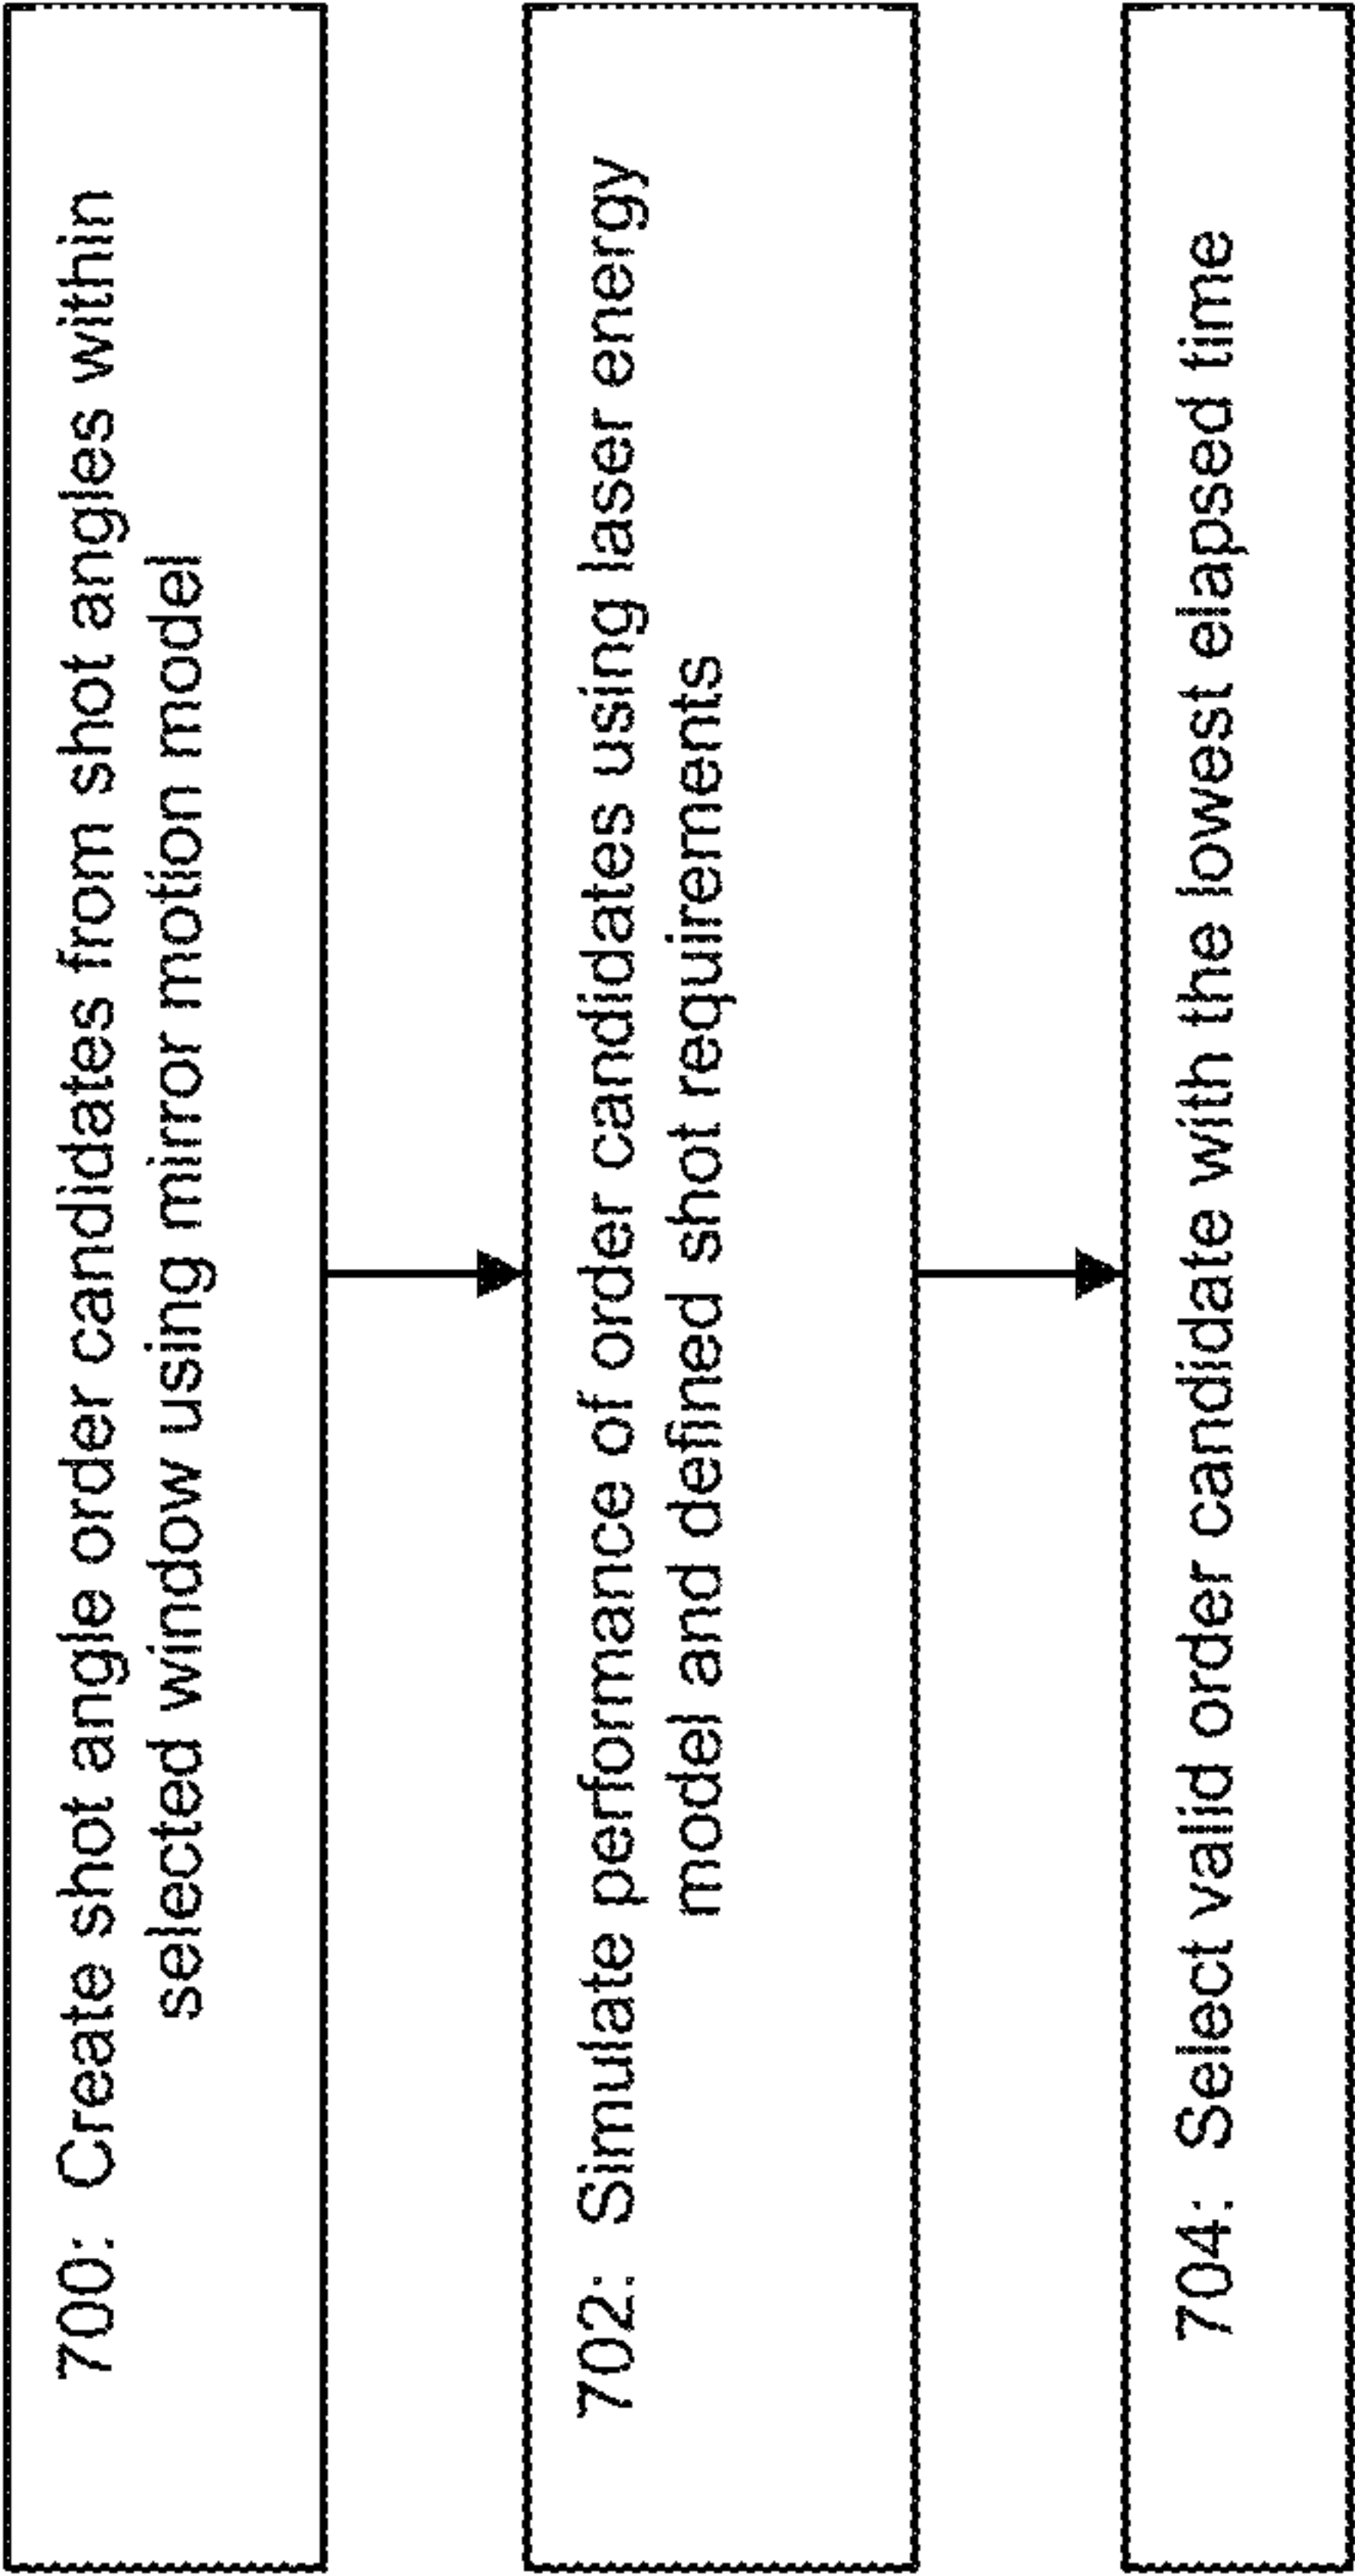 700: Create shot angle order candidates from shot angles within
selected window using mirror motion model
702: Simulate performance of order candidates using laser energy
model and defined shot requirements
704: Select valid order candidate with the lowest elapsed time